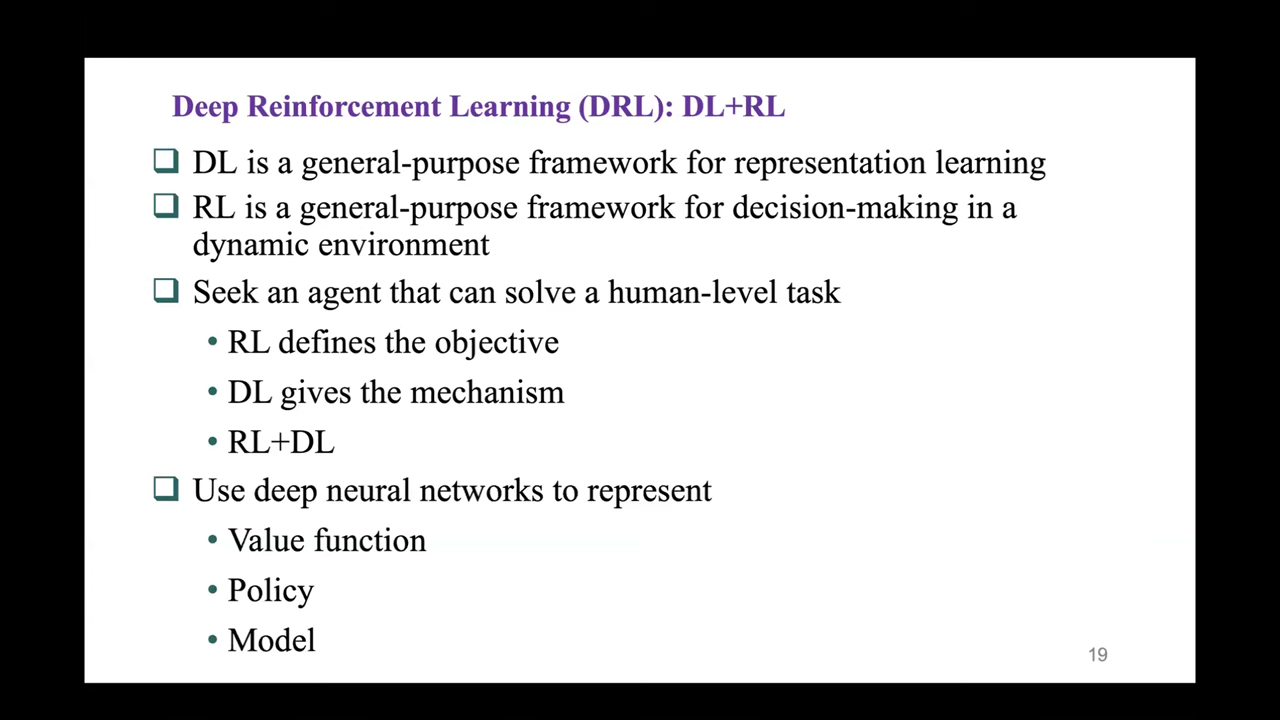 Deep Reinforcement Learning (DRL): DL+RL
❑ DL is a general-purpose framework for representation learning
❑ RL is a general-purpose framework for decision-making in a
dynamic environment
❑ Seek an agent that can solve a human-level task
• RL defines the objective
• DL gives the mechanism
• RL+DL
❑ Use deep neural networks to represent
• Value function
• Policy
• Model
19